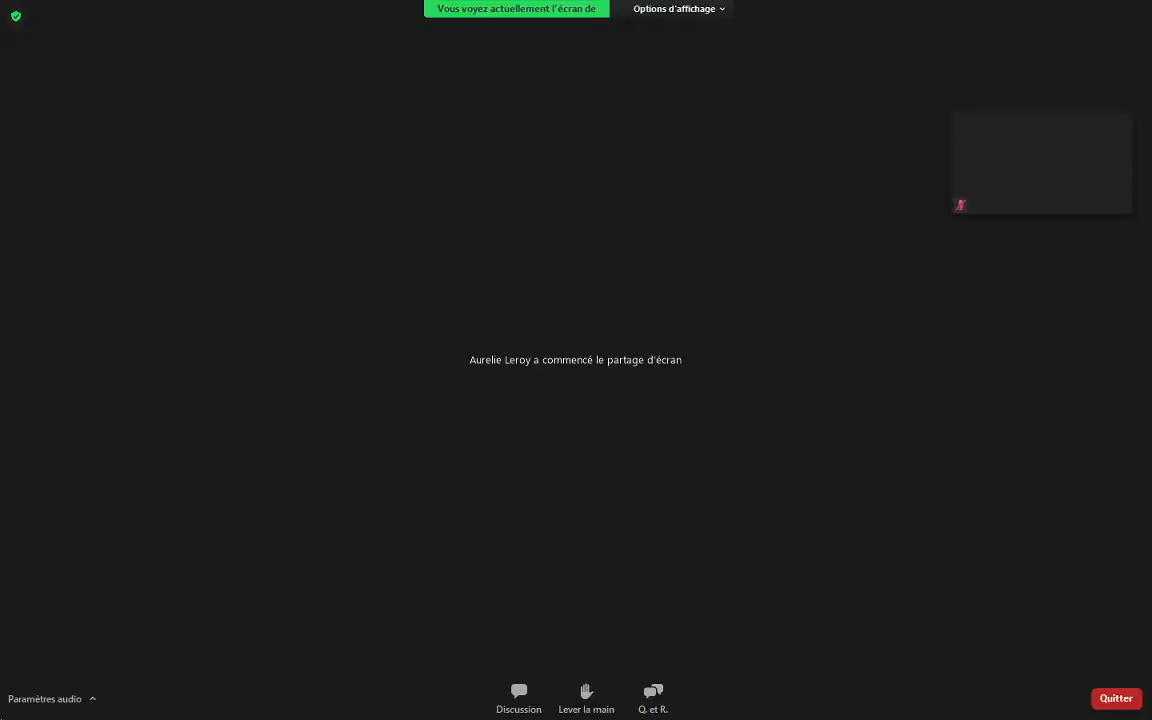 Vous voyez actuellement l'écran de
Options d'affichage
Aurelie Leroy a commencé le partage d'écran
Paramètres audio
Discussion
Lever la main
Q. et R.
Quitter